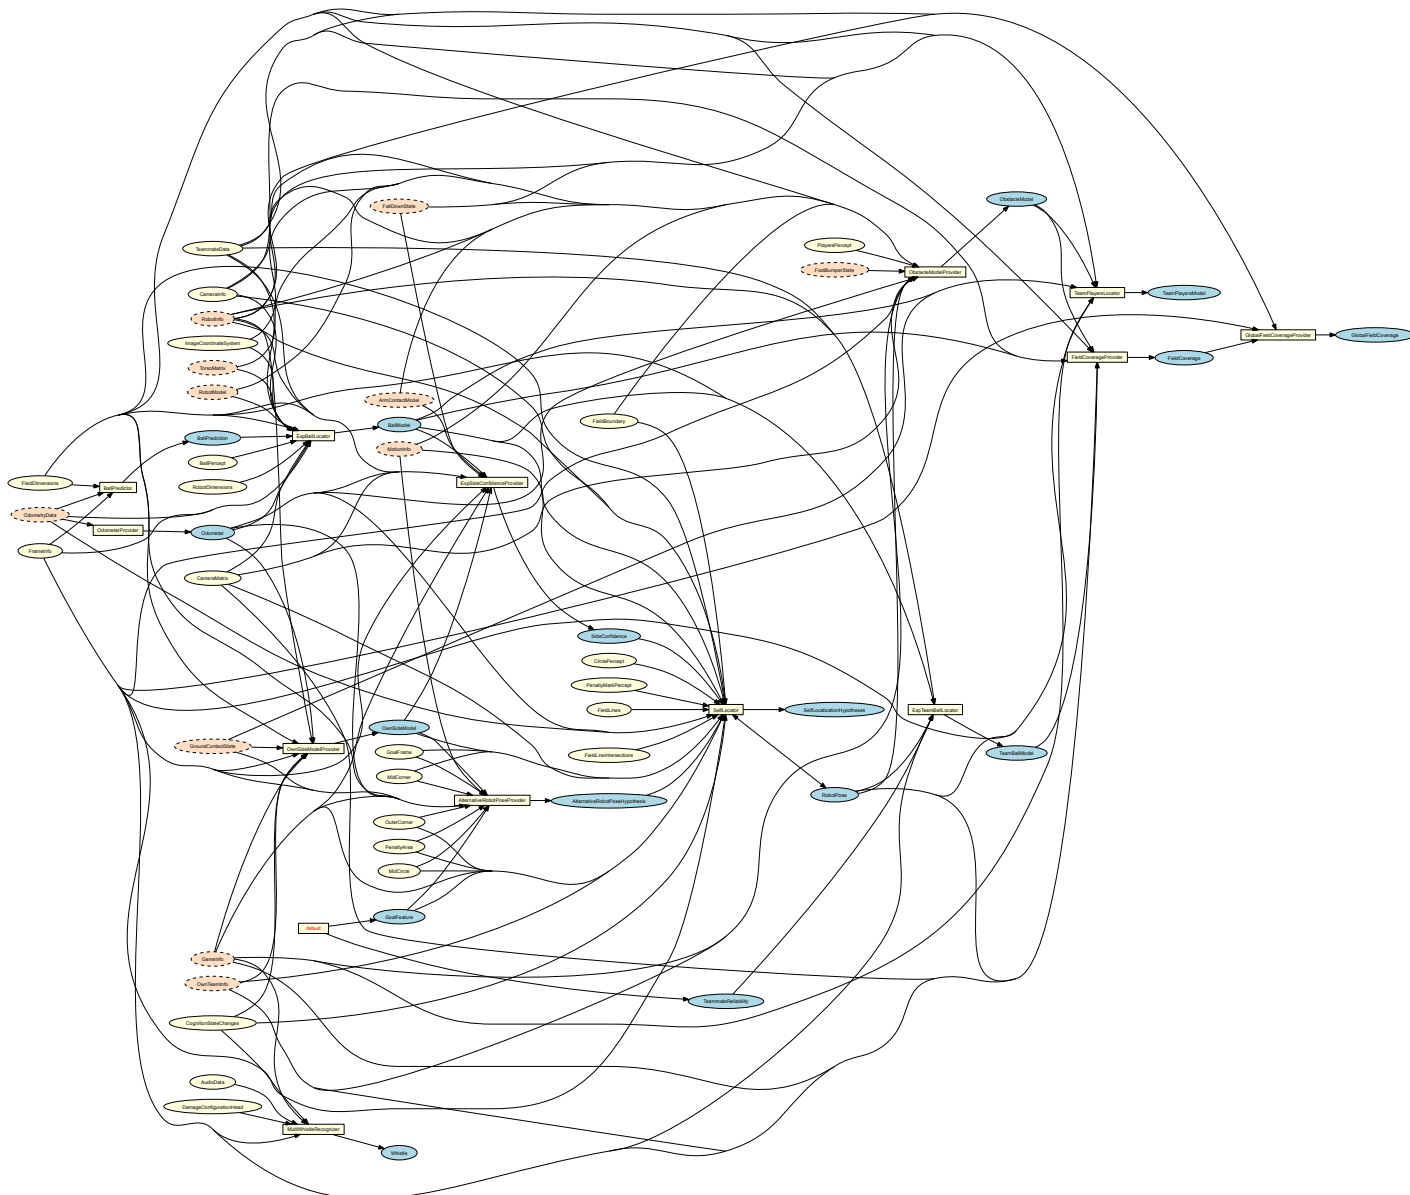 FallDownState
ObstacleModel
TeammateData
PlayersPercept
FootBumperState
ObstacleModelProvider
CameraInfo
TeamPlayersLocator
TeamPlayersModel
RobotInfo
ImageCoordinateSystem
GlobalFieldCoverageProvider
GlobalFieldCoverage
FieldCoverageProvider
FieldCoverage
TorsoMatrix
RobotModel
ArmContactModel
FieldBoundary
BallModel
BallPrediction
ExpBallLocator
MotionInfo
BallPercept
FieldDimensions
BallPredictor
RobotDimensions
ExpSideConfidenceProvider
OdometryData
OdometerProvider
Odometer
FrameInfo
CameraMatrix
SideConfidence
CirclePercept
PenaltyMarkPercept
FieldLines
SelfLocator
SelfLocalizationHypotheses
ExpTeamBallLocator
OwnSideModel
GroundContactState
OwnSideModelProvider
GoalFrame
FieldLineIntersections
TeamBallModel
MidCorner
RobotPose
AlternativeRobotPoseProvider
AlternativeRobotPoseHypothesis
OuterCorner
PenaltyArea
MidCircle
GoalFeature
default
GameInfo
OwnTeamInfo
TeammateReliability
CognitionStateChanges
AudioData
DamageConfigurationHead
MultiWhistleRecognizer
Whistle